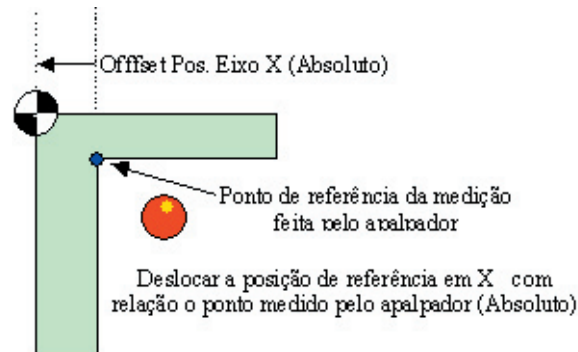 Offfset Pos. Eixo X (Absoluto)
Ponto de referência da medição
feita pelo apalpador
Deslocar a posição de referência em X com
relação o ponto medido pelo apalpador (Absoluto)